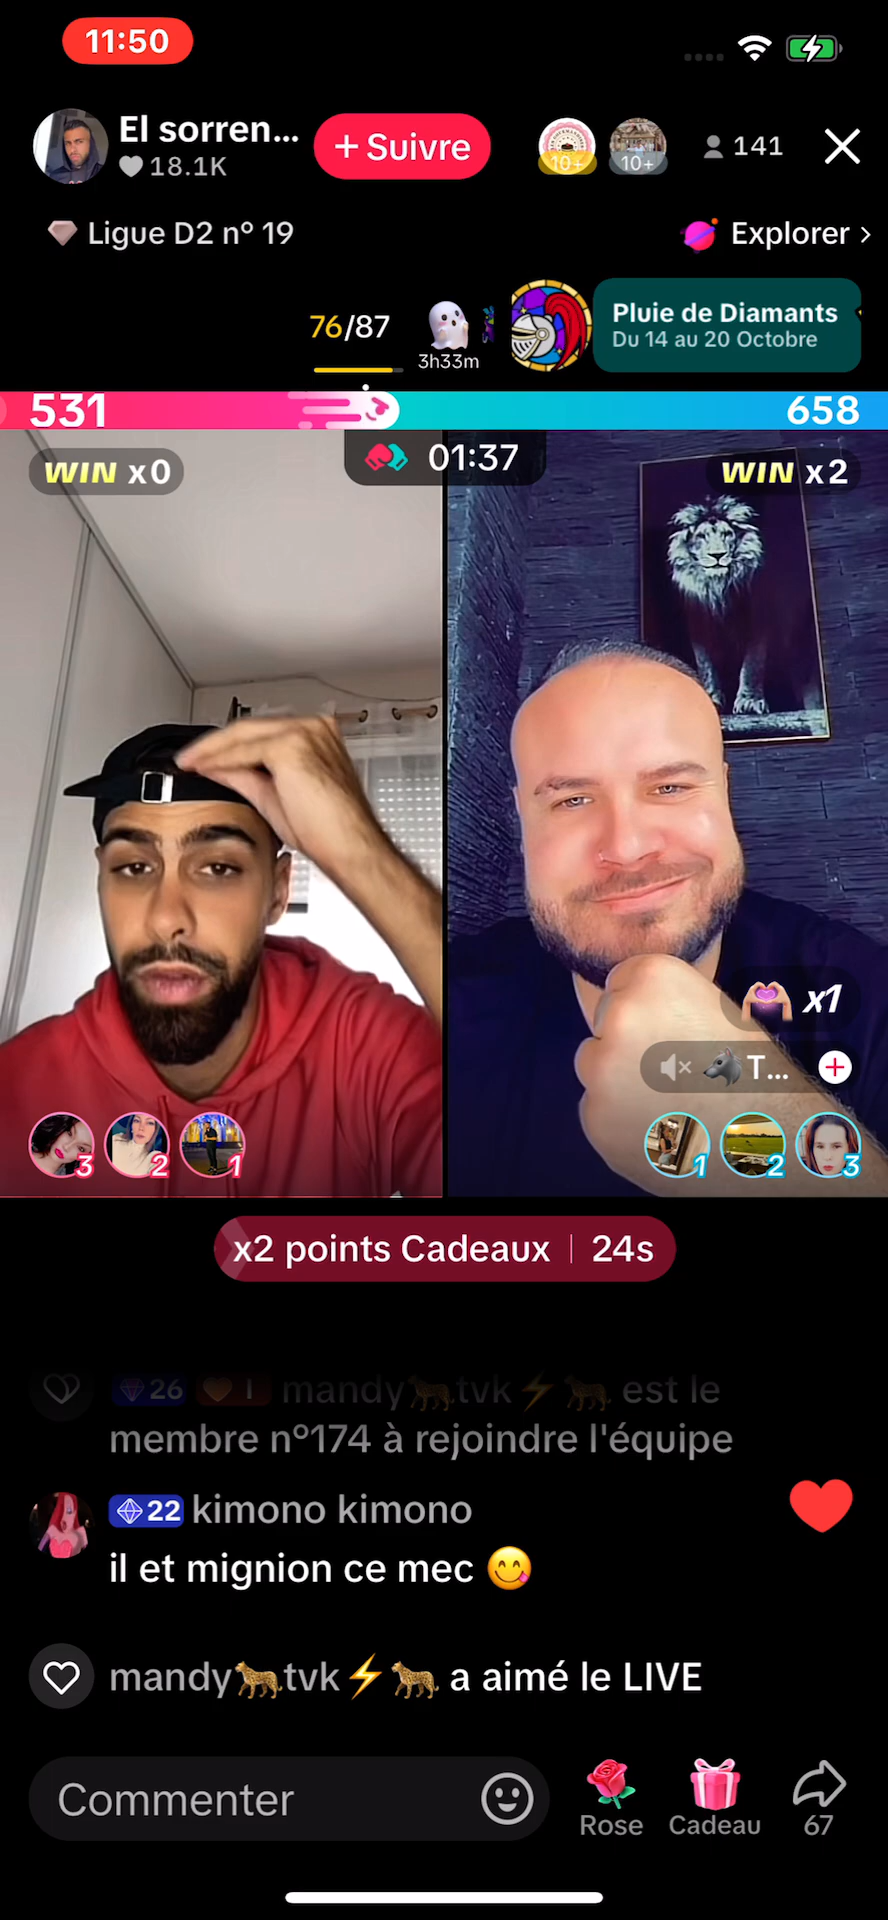 11:50
El sorren...
18.1K
+ Suivre
10+
10+
141
Ligue D2 n° 19
Explorer >
76/87
3h33m
Pluie de Diamants
Du 14 au 20 Octobre
531
658
WIN x0
01:37
WIN x2
x1
T...
3
2
1
1
2
3
x2 points Cadeaux | 24s
26 I mandy🐆tvk⚡🐆 est le
membre n°174 à rejoindre l'équipe
22 kimono kimono
il et mignion ce mec 😋
mandy🐆tvk⚡🐆 a aimé le LIVE
Commenter
Rose
Cadeau
67